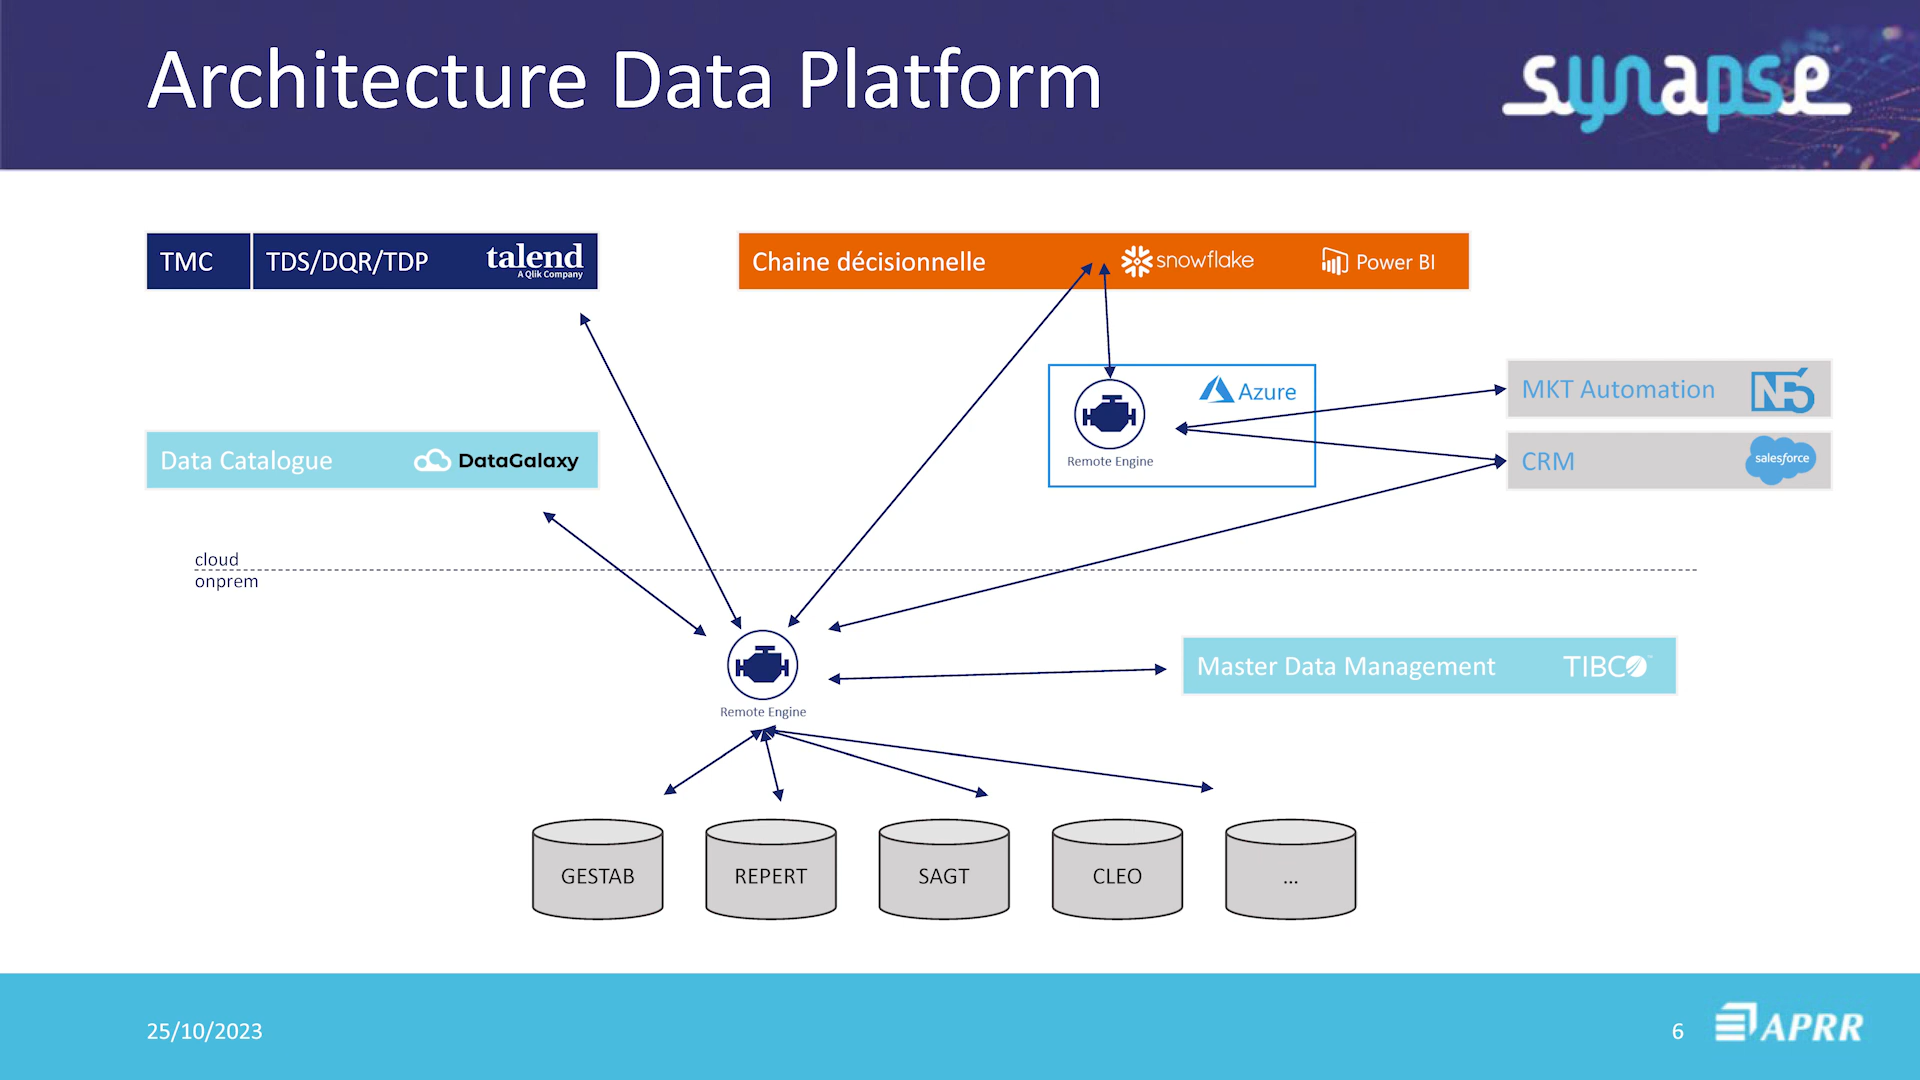 Architecture Data Platform
synapse
TMC
TDS/DQR/TDP
talend
A Qlik Company
Chaine décisionnelle
snowflake
Power BI
Azure
Remote Engine
MKT Automation
NP6
CRM
salesforce
Data Catalogue
DataGalaxy
cloud
onprem
Remote Engine
Master Data Management
TIBCO™
GESTAB
REPERT
SAGT
CLEO
...
25/10/2023
6
APRR